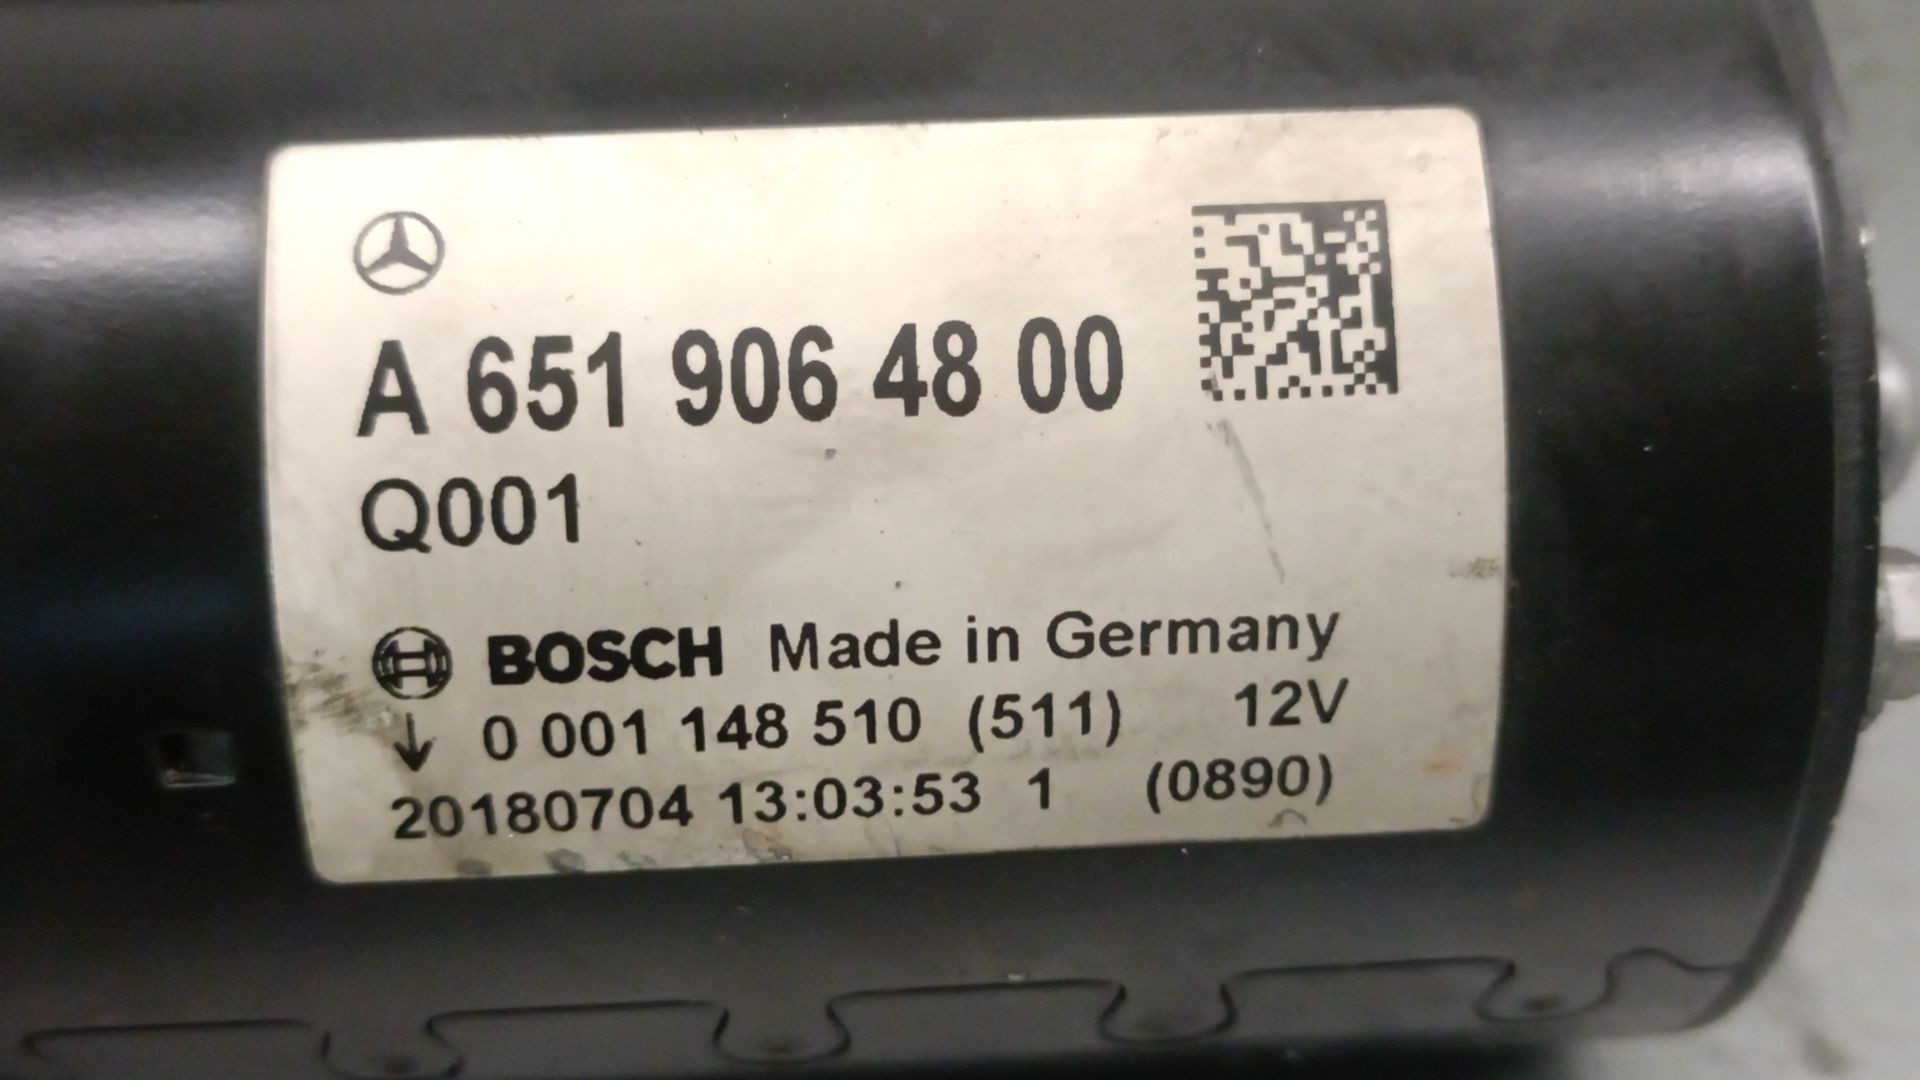 A 651 906 48 00
Q001
BOSCH Made in Germany
↓ 0 001 148 510 (511) 12V
20180704 13:03:53 1 (0890)